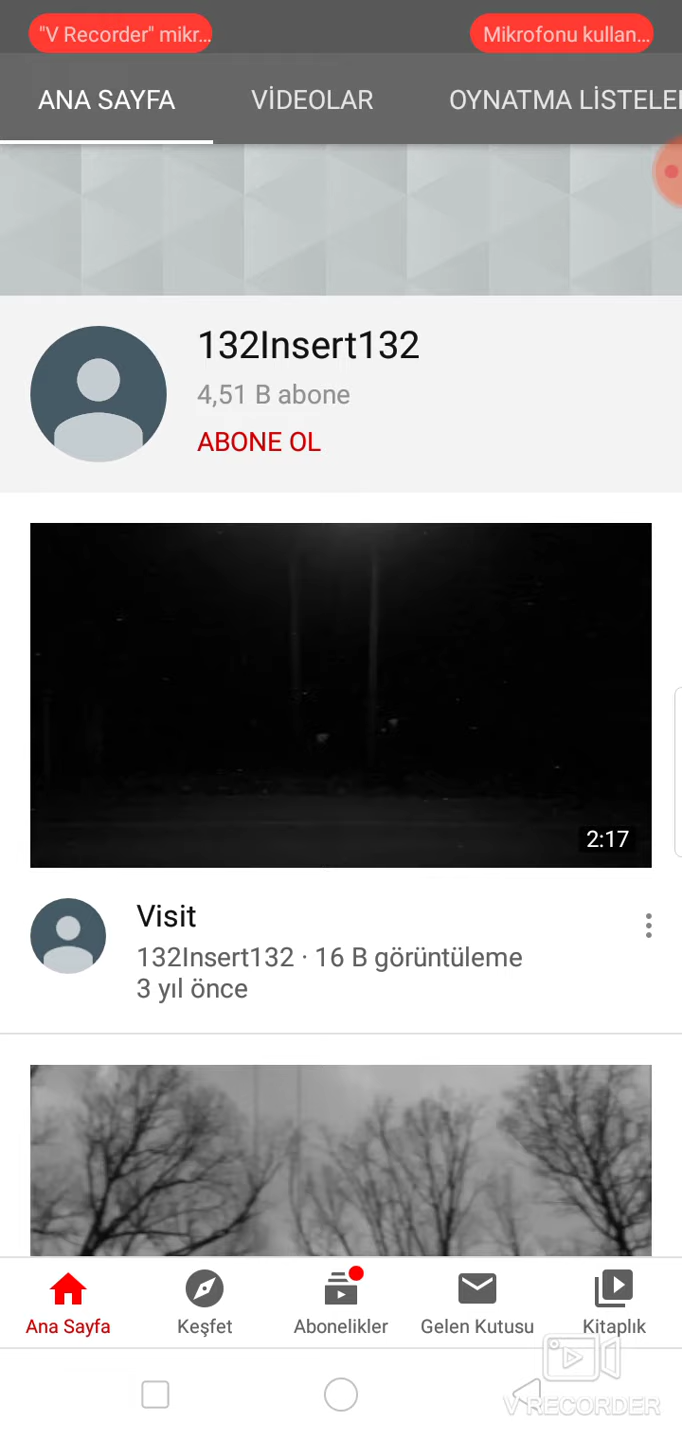 "V Recorder" mikr...
Mikrofonu kullan...
ANA SAYFA
VİDEOLAR
OYNATMA LİSTELE
132Insert132
4,51 B abone
ABONE OL
2:17
Visit
132Insert132 · 16 B görüntüleme
3 yıl önce
Ana Sayfa
Keşfet
Abonelikler
Gelen Kutusu
Kitaplık
V RECORDER